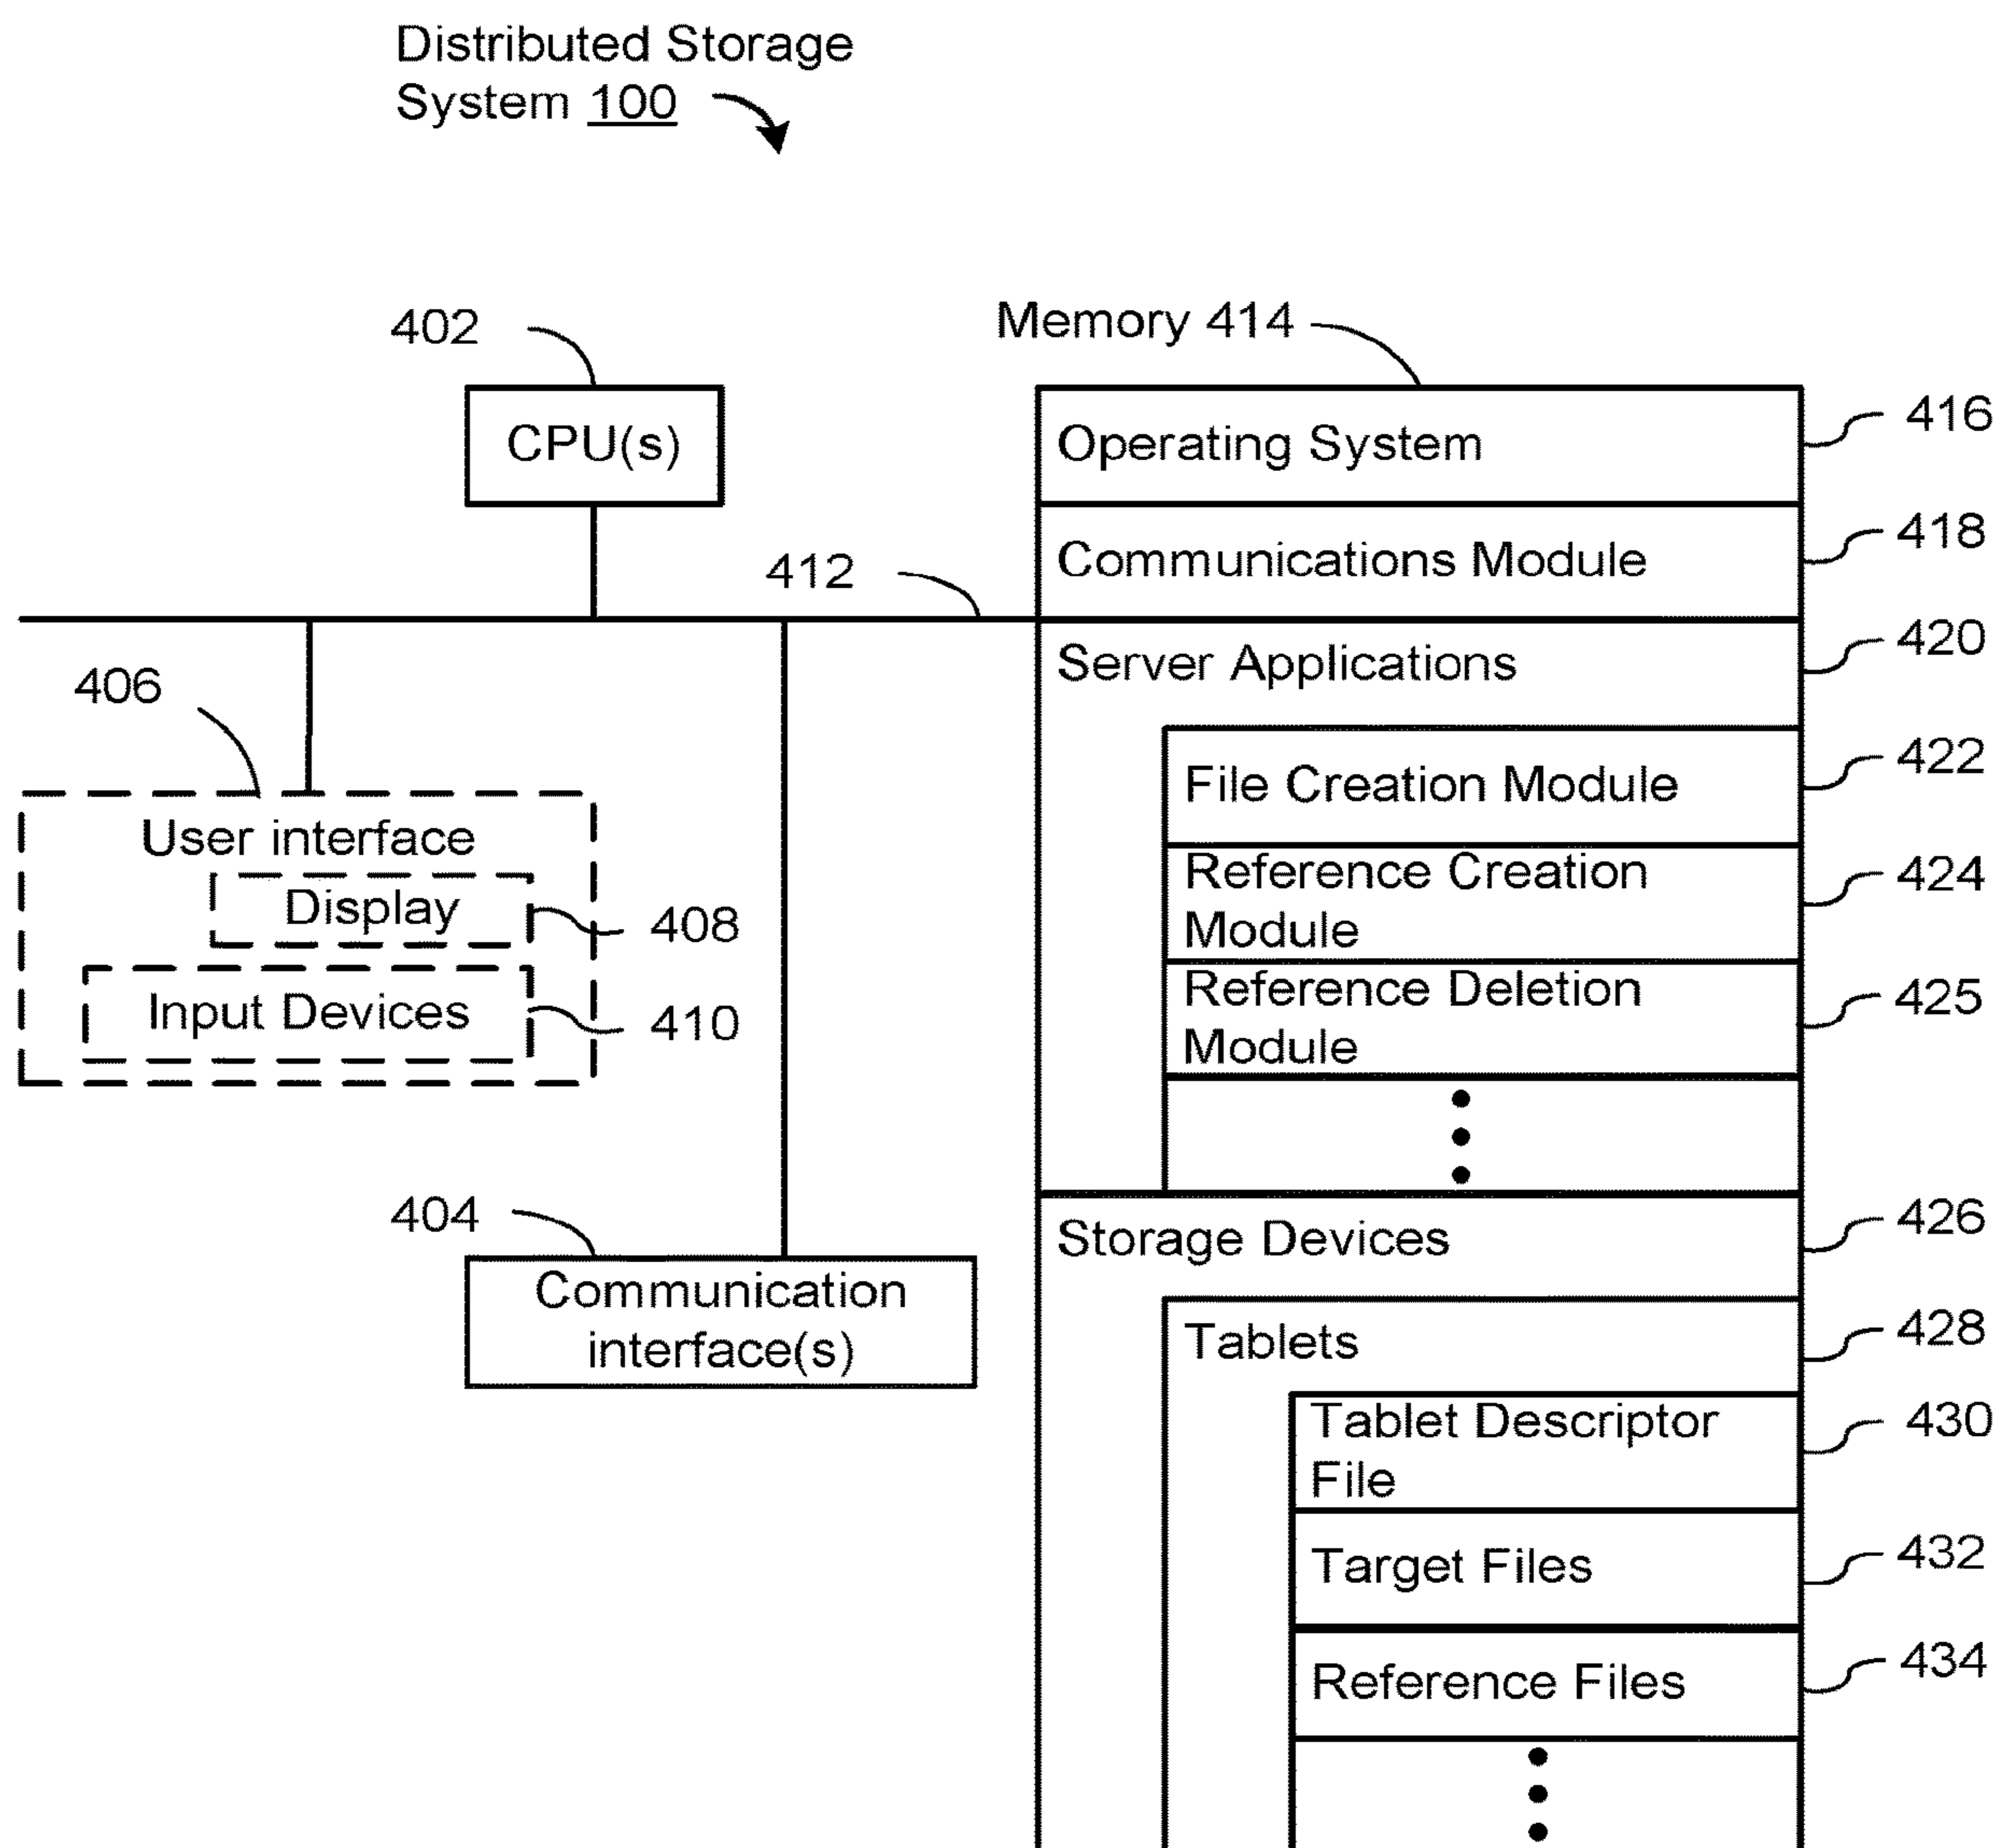 Distributed Storage
System 100
402
Memory 414
CPU(s)
Operating System
416
Communications Module
418
412
Server Applications
420
406
File Creation Module
422
User interface
Display
408
Input Devices
410
Reference Creation
Module
424
Reference Deletion
Module
425
404
Communication
interface(s)
Storage Devices
426
Tablets
428
Tablet Descriptor
File
430
Target Files
432
Reference Files
434